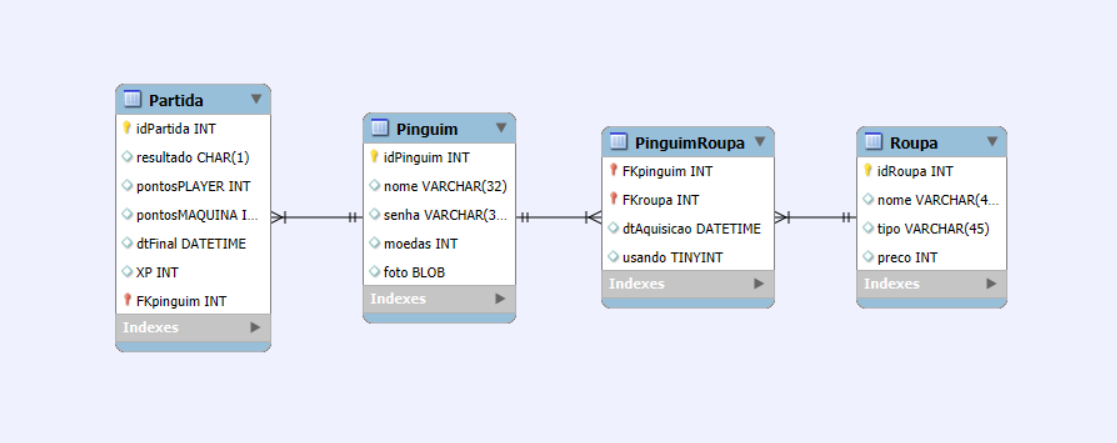 Partida
idPartida INT
resultado CHAR(1)
pontosPLAYER INT
pontosMAQUINA I...
dtFinal DATETIME
XP INT
FKpinguim INT
Indexes
Pinguim
idPinguim INT
nome VARCHAR(32)
senha VARCHAR(3...
moedas INT
foto BLOB
Indexes
PinguimRoupa
FKpinguim INT
FKroupa INT
dtAquisicao DATETIME
usando TINYINT
Indexes
Roupa
idRoupa INT
nome VARCHAR(4...
tipo VARCHAR(45)
preco INT
Indexes